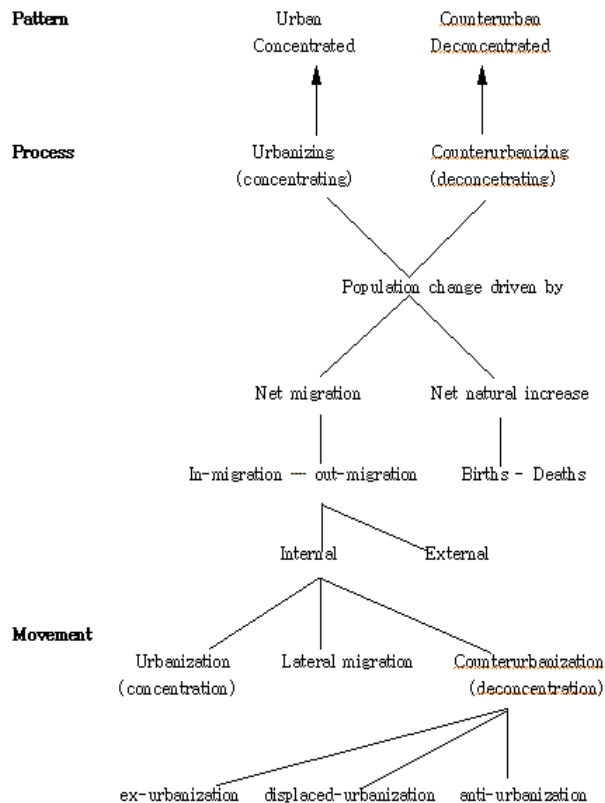 Pattern Urban Counterurban
Concentrated Deconcentrated
Process Urbanizing Counterurbanizing
(concentrating) (deconcetrating)
Population change driven by
Net migration Net natural increase
In-migration — out-migration Births - Deaths
Internal External
Movement
Urbanization Lateral migration Counterurbanization
(concentration) (deconcentration)
ex-urbanization displaced-urbanization anti-urbanization